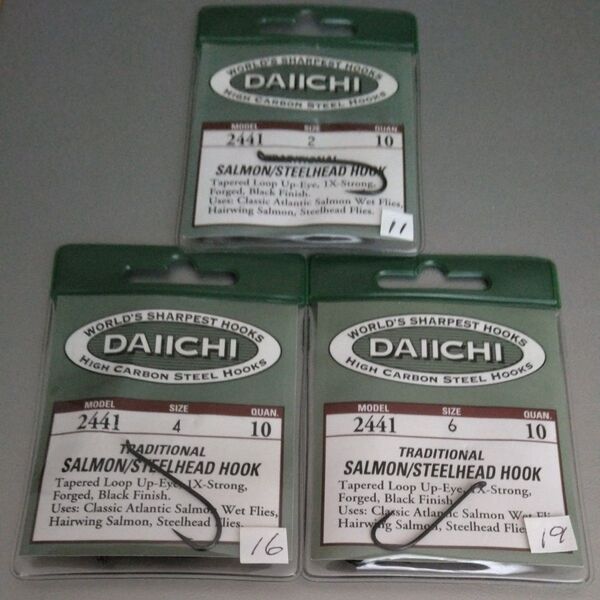 WORLD'S SHARPEST HOOKS
DAIICHI
HIGH CARBON STEEL HOOKS
MODEL SIZE QUAN.
2441 2 10
TRADITIONAL
SALMON/STEELHEAD HOOK
Tapered Loop Up-Eye, 1X-Strong,
Forged, Black Finish.
Uses: Classic Atlantic Salmon Wet Flies,
Hairwing Salmon, Steelhead Flies.
11
WORLD'S SHARPEST HOOKS
DAIICHI
HIGH CARBON STEEL HOOKS
MODEL SIZE QUAN.
2441 4 10
TRADITIONAL
SALMON/STEELHEAD HOOK
Tapered Loop Up-Eye, 1X-Strong,
Forged, Black Finish.
Uses: Classic Atlantic Salmon Wet Flies,
Hairwing Salmon, Steelhead Flies.
16
WORLD'S SHARPEST HOOKS
DAIICHI
HIGH CARBON STEEL HOOKS
MODEL SIZE QUAN.
2441 6 10
TRADITIONAL
SALMON/STEELHEAD HOOK
Tapered Loop Up-Eye, 1X-Strong,
Forged, Black Finish.
Uses: Classic Atlantic Salmon Wet Fli
Hairwing Salmon, Steelhead Flie
19